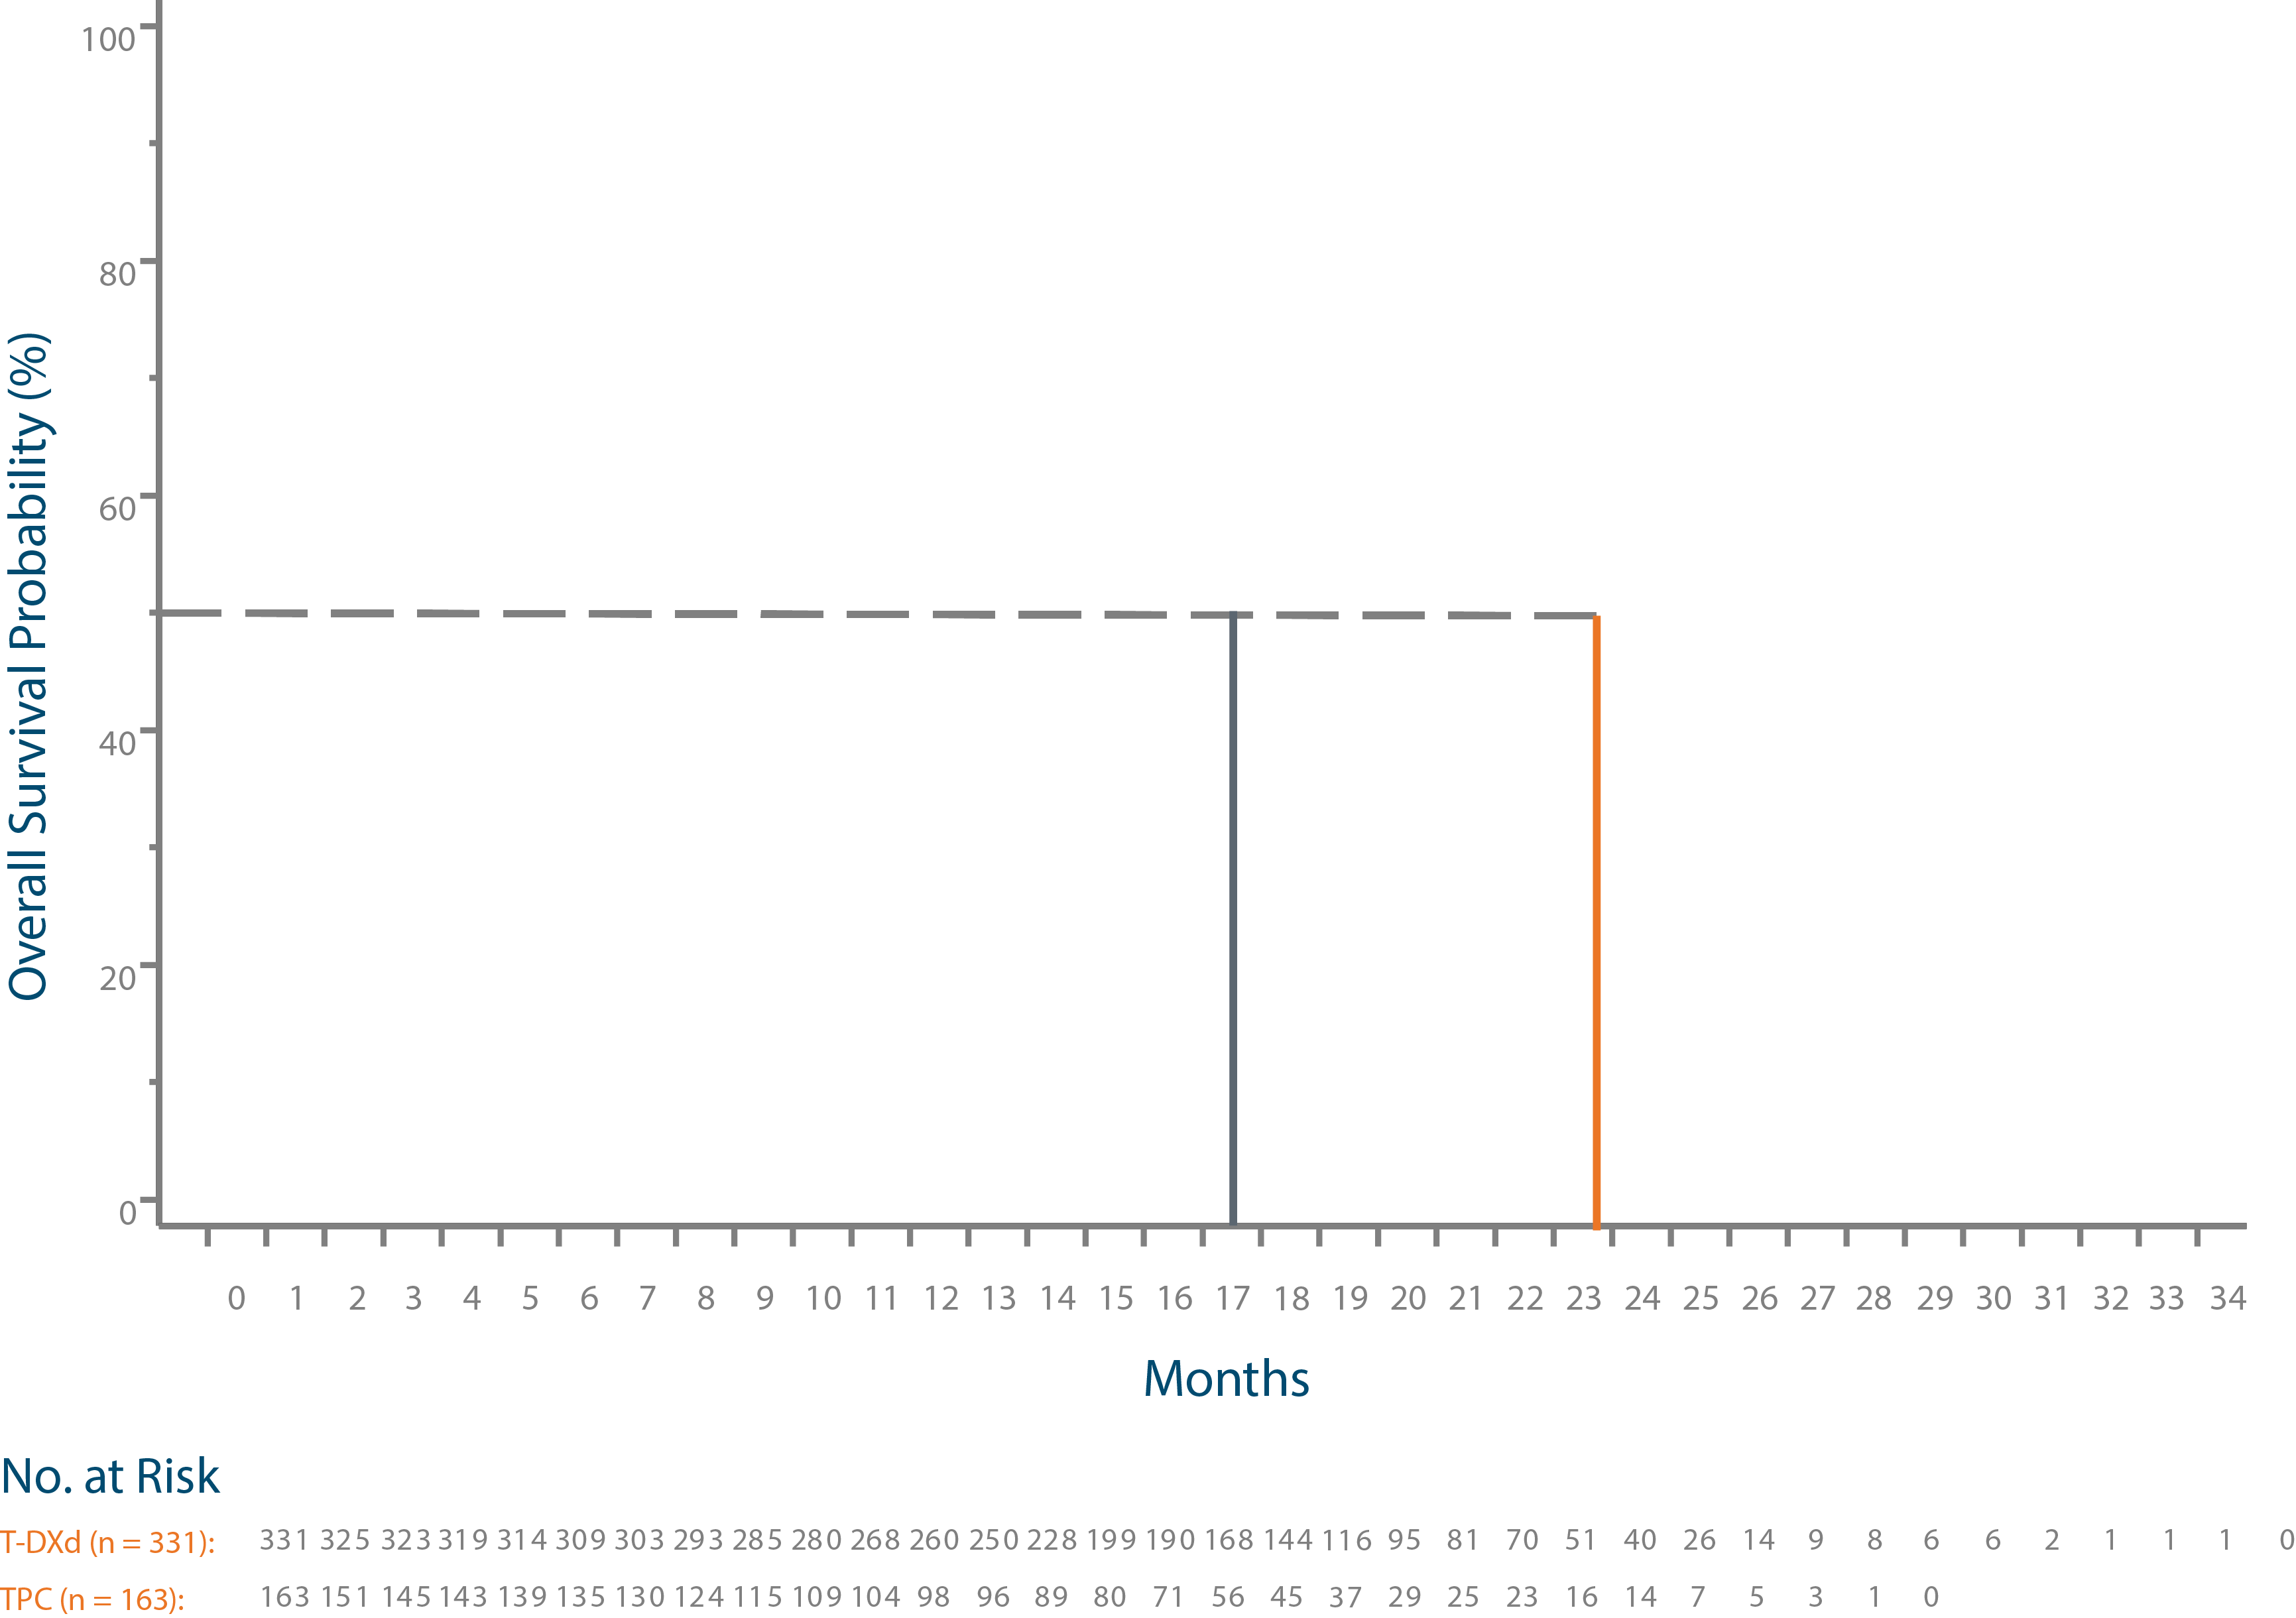 Overall Survival Probability (%)
100
80
60
40
20
0
0 1 2 3 4 5 6 7 8 9 10 11 12 13 14 15 16 17 18 19 20 21 22 23 24 25 26 27 28 29 30 31 32 33 34
Months
No. at Risk
T-DXd (n = 331): 331 325 323 319 314 309 303 293 285 280 268 260 250 228 199 190 168 144 116 95 81 70 51 40 26 14 9 8 6 6 2 1 1 1 0
TPC (n = 163): 163 151 145 143 139 135 130 124 115 109 104 98 96 89 80 71 56 45 37 29 25 23 16 14 7 5 3 1 0